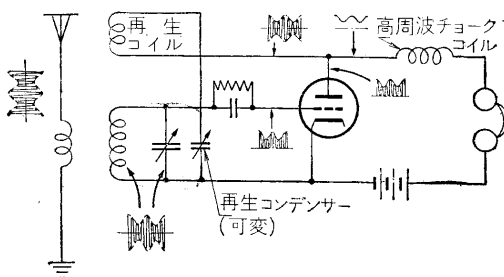 再生
コイル
高周波チョーク
コイル
再生コンデンサー
(可変)